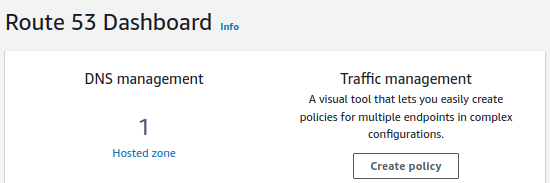 Route 53 Dashboard Info
DNS management
1
Hosted zone
Traffic management
A visual tool that lets you easily create
policies for multiple endpoints in complex
configurations.
Create policy